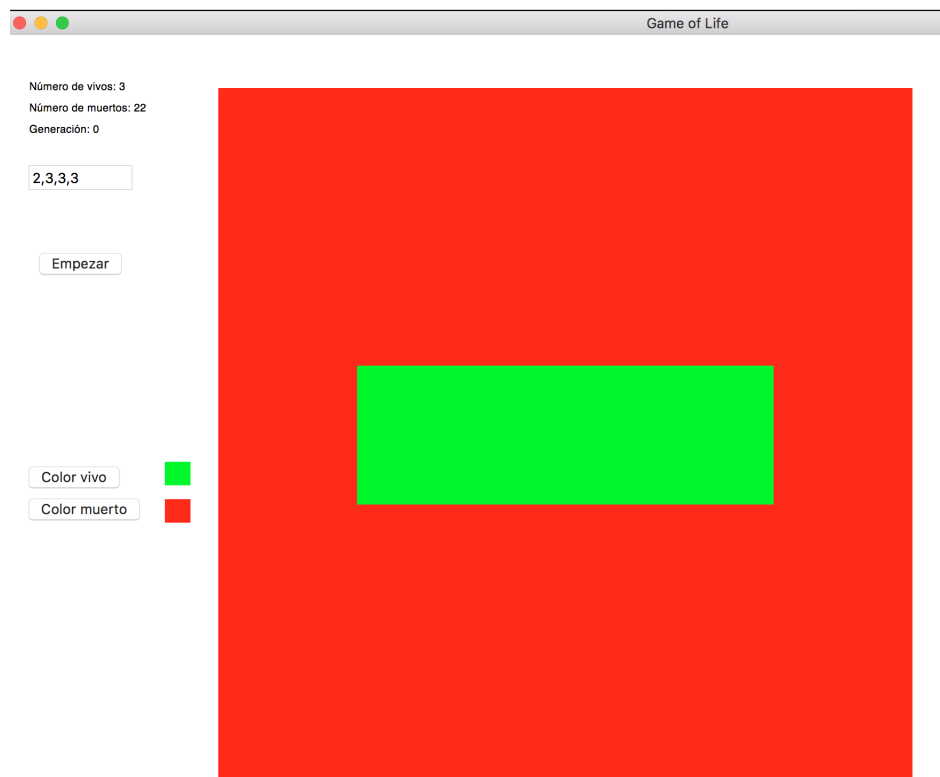 Game of Life
Número de vivos: 3
Número de muertos: 22
Generación: 0
2,3,3,3
Empezar
Color vivo
Color muerto